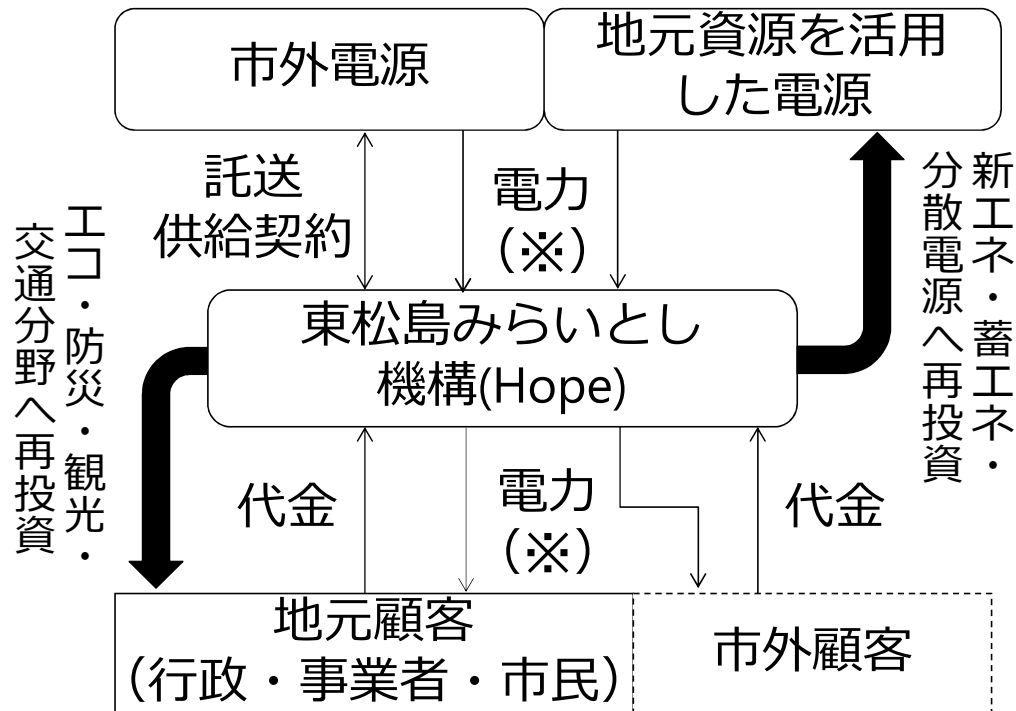 市外電源
地元資源を活用
した電源
託送
供給契約
電力
（※）
新エネ・蓄エネ・
分散電源へ再投資
エコ・防災・観光・
交通分野へ再投資
東松島みらいとし
機構(Hope)
代金
電力
（※）
代金
地元顧客
（行政・事業者・市民）
市外顧客